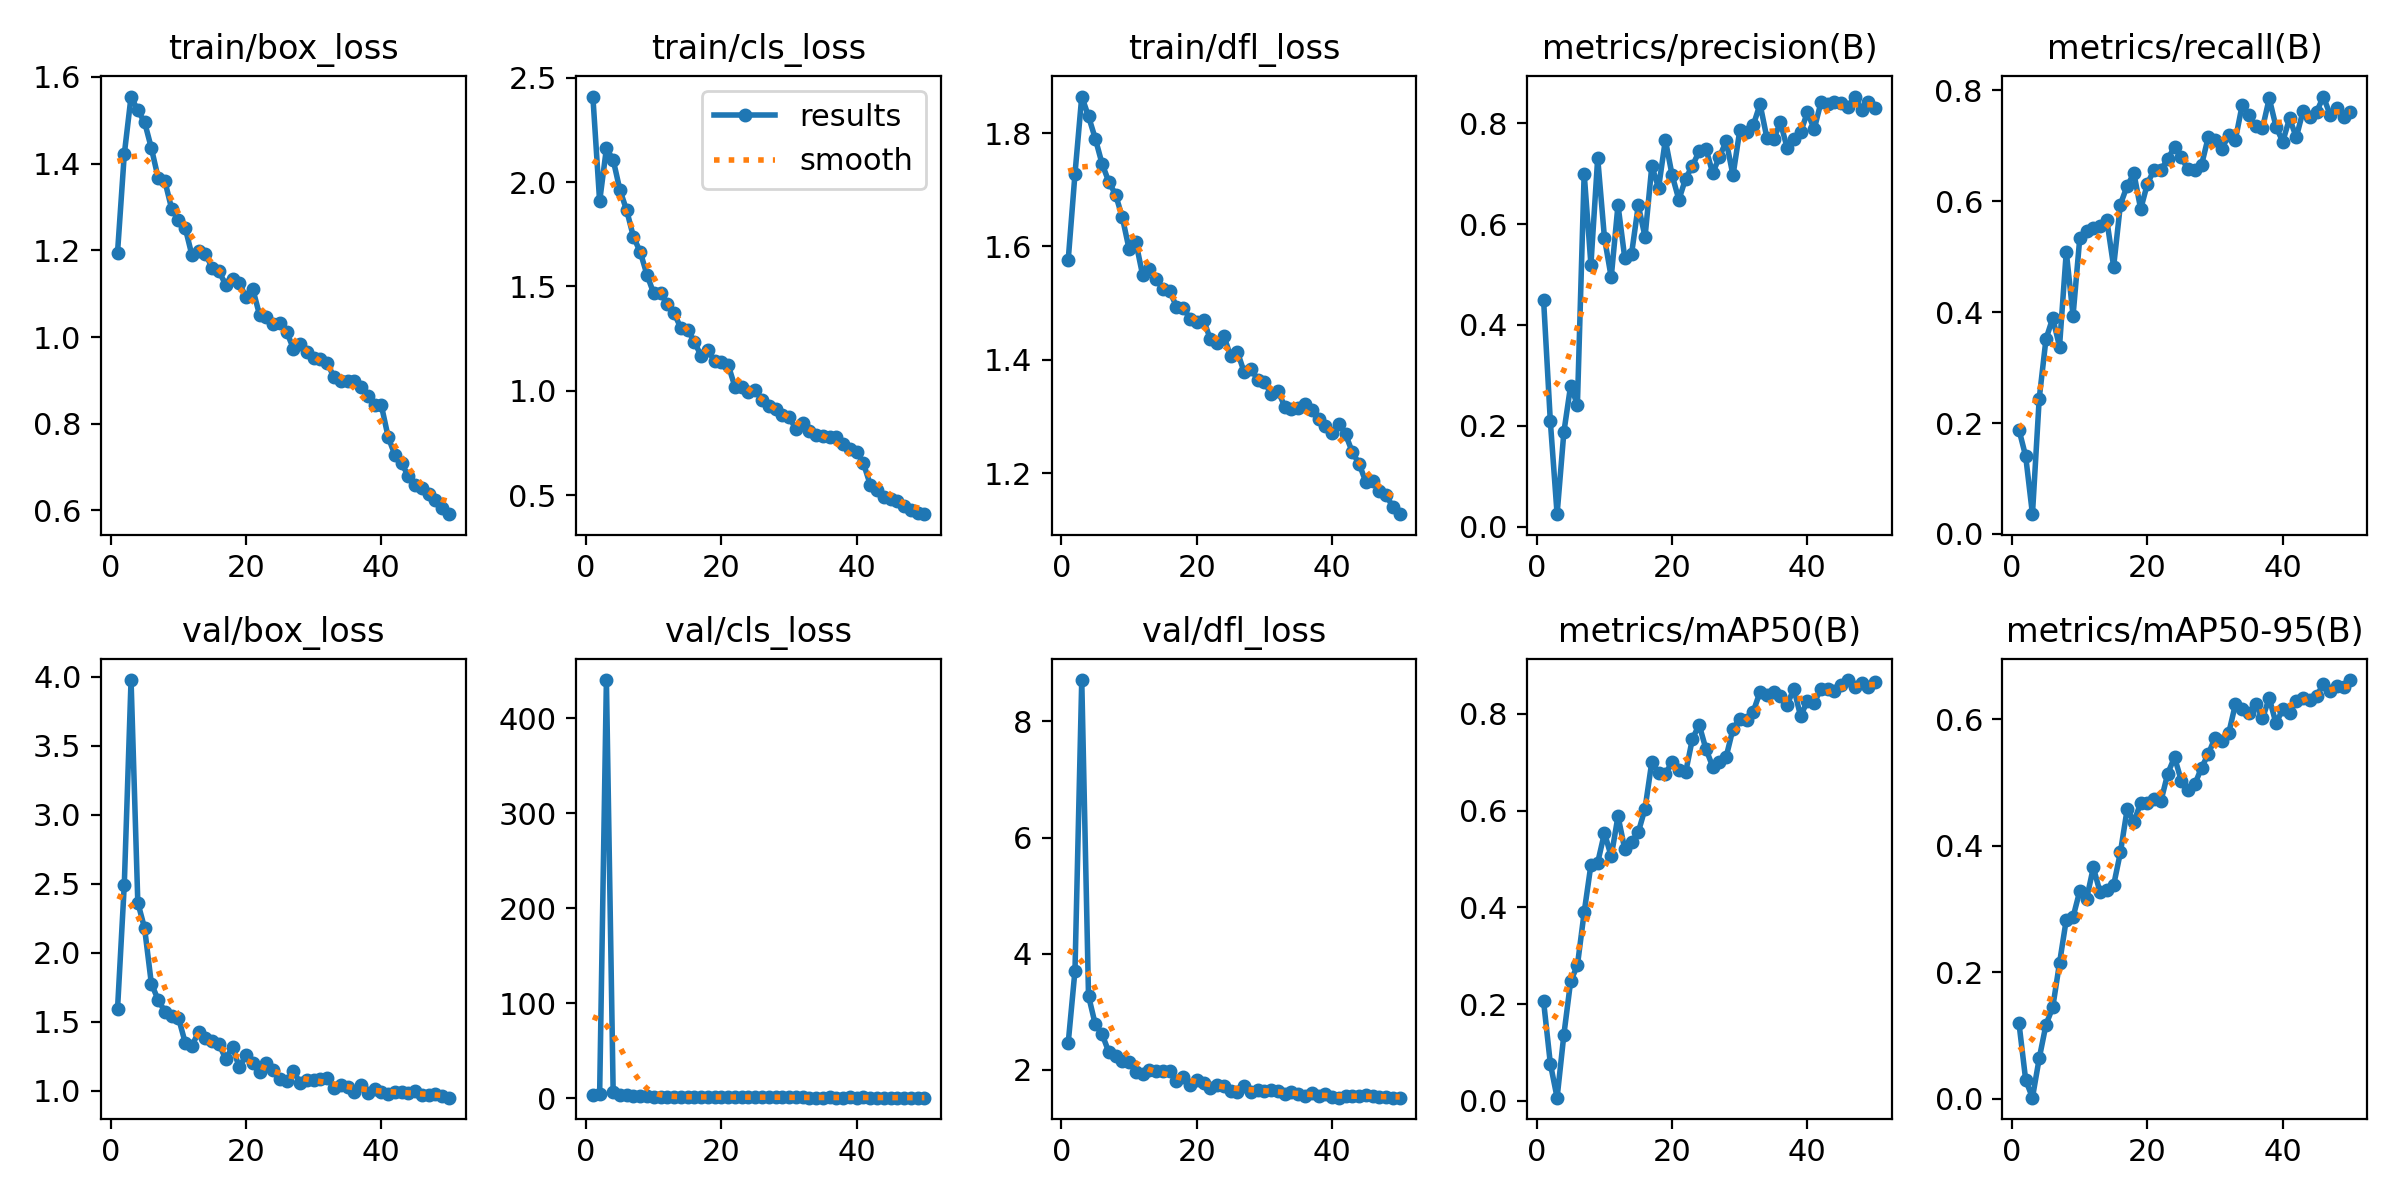 train/box_loss
1.6
1.4
1.2
1.0
0.8
0.6
0 20 40
train/cls_loss
2.5
2.0
1.5
1.0
0.5
0 20 40
results
smooth
train/dfl_loss
1.8
1.6
1.4
1.2
0 20 40
metrics/precision(B)
0.8
0.6
0.4
0.2
0.0
0 20 40
metrics/recall(B)
0.8
0.6
0.4
0.2
0.0
0 20 40
val/box_loss
4.0
3.5
3.0
2.5
2.0
1.5
1.0
0 20 40
val/cls_loss
400
300
200
100
0
0 20 40
val/dfl_loss
8
6
4
2
0 20 40
metrics/mAP50(B)
0.8
0.6
0.4
0.2
0.0
0 20 40
metrics/mAP50-95(B)
0.6
0.4
0.2
0.0
0 20 40